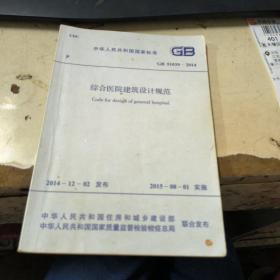 UDC
中华人民共和国国家标准 GB
P
GB 51039-2014
综合医院建筑设计规范
Code for design of general hospital
2014-12-02 发布 2015-08-01 实施
中华人民共和国住房和城乡建设部
中华人民共和国国家质量监督检验检疫总局 联合发布
401